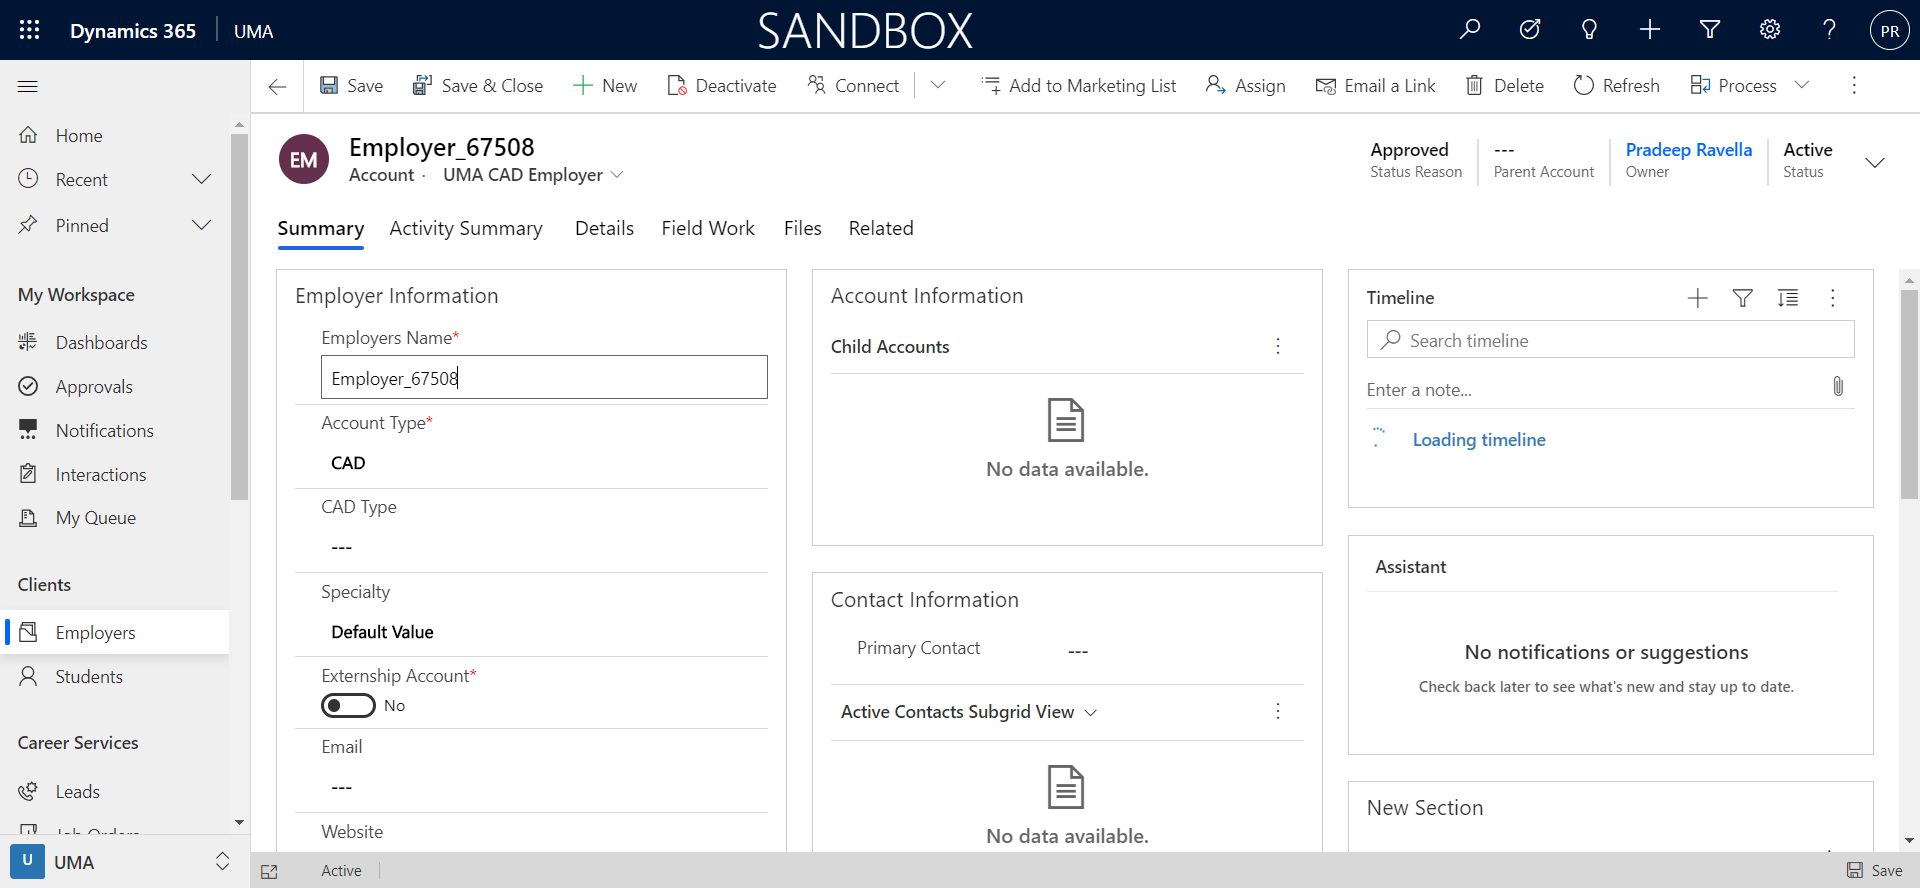 Dynamics 365 UMA
SANDBOX
PR
Save
Save & Close
New
Deactivate
Connect
Add to Marketing List
Assign
Email a Link
Delete
Refresh
Process
Home
Recent
Pinned
My Workspace
Dashboards
Approvals
Notifications
Interactions
My Queue
Clients
Employers
Students
Career Services
Leads
Job Orders
U UMA
EM
Employer_67508
Account · UMA CAD Employer
Approved
Status Reason
---
Parent Account
Pradeep Ravella
Owner
Active
Status
Summary
Activity Summary
Details
Field Work
Files
Related
Employer Information
Employers Name*
Employer_67508
Account Type*
CAD
CAD Type
---
Specialty
Default Value
Externship Account*
No
Email
---
Website
Account Information
Child Accounts
No data available.
Contact Information
Primary Contact ---
Active Contacts Subgrid View
No data available.
Timeline
Search timeline
Enter a note...
Loading timeline
Assistant
No notifications or suggestions
Check back later to see what's new and stay up to date.
New Section
Active
Save